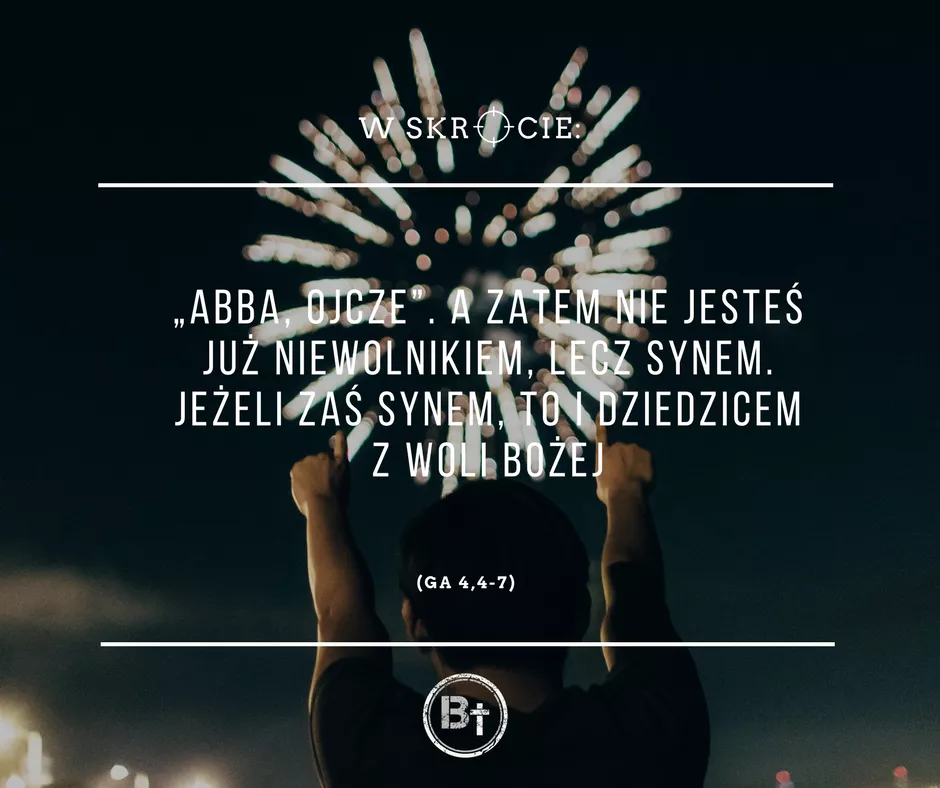 W SKRÓCIE:
„ABBA, OJCZE”. A ZATEM NIE JESTEŚ
JUŻ NIEWOLNIKIEM, LECZ SYNEM.
JEŻELI ZAŚ SYNEM, TO I DZIEDZICEM
Z WOLI BOŻEJ
(GA 4,4-7)
B†